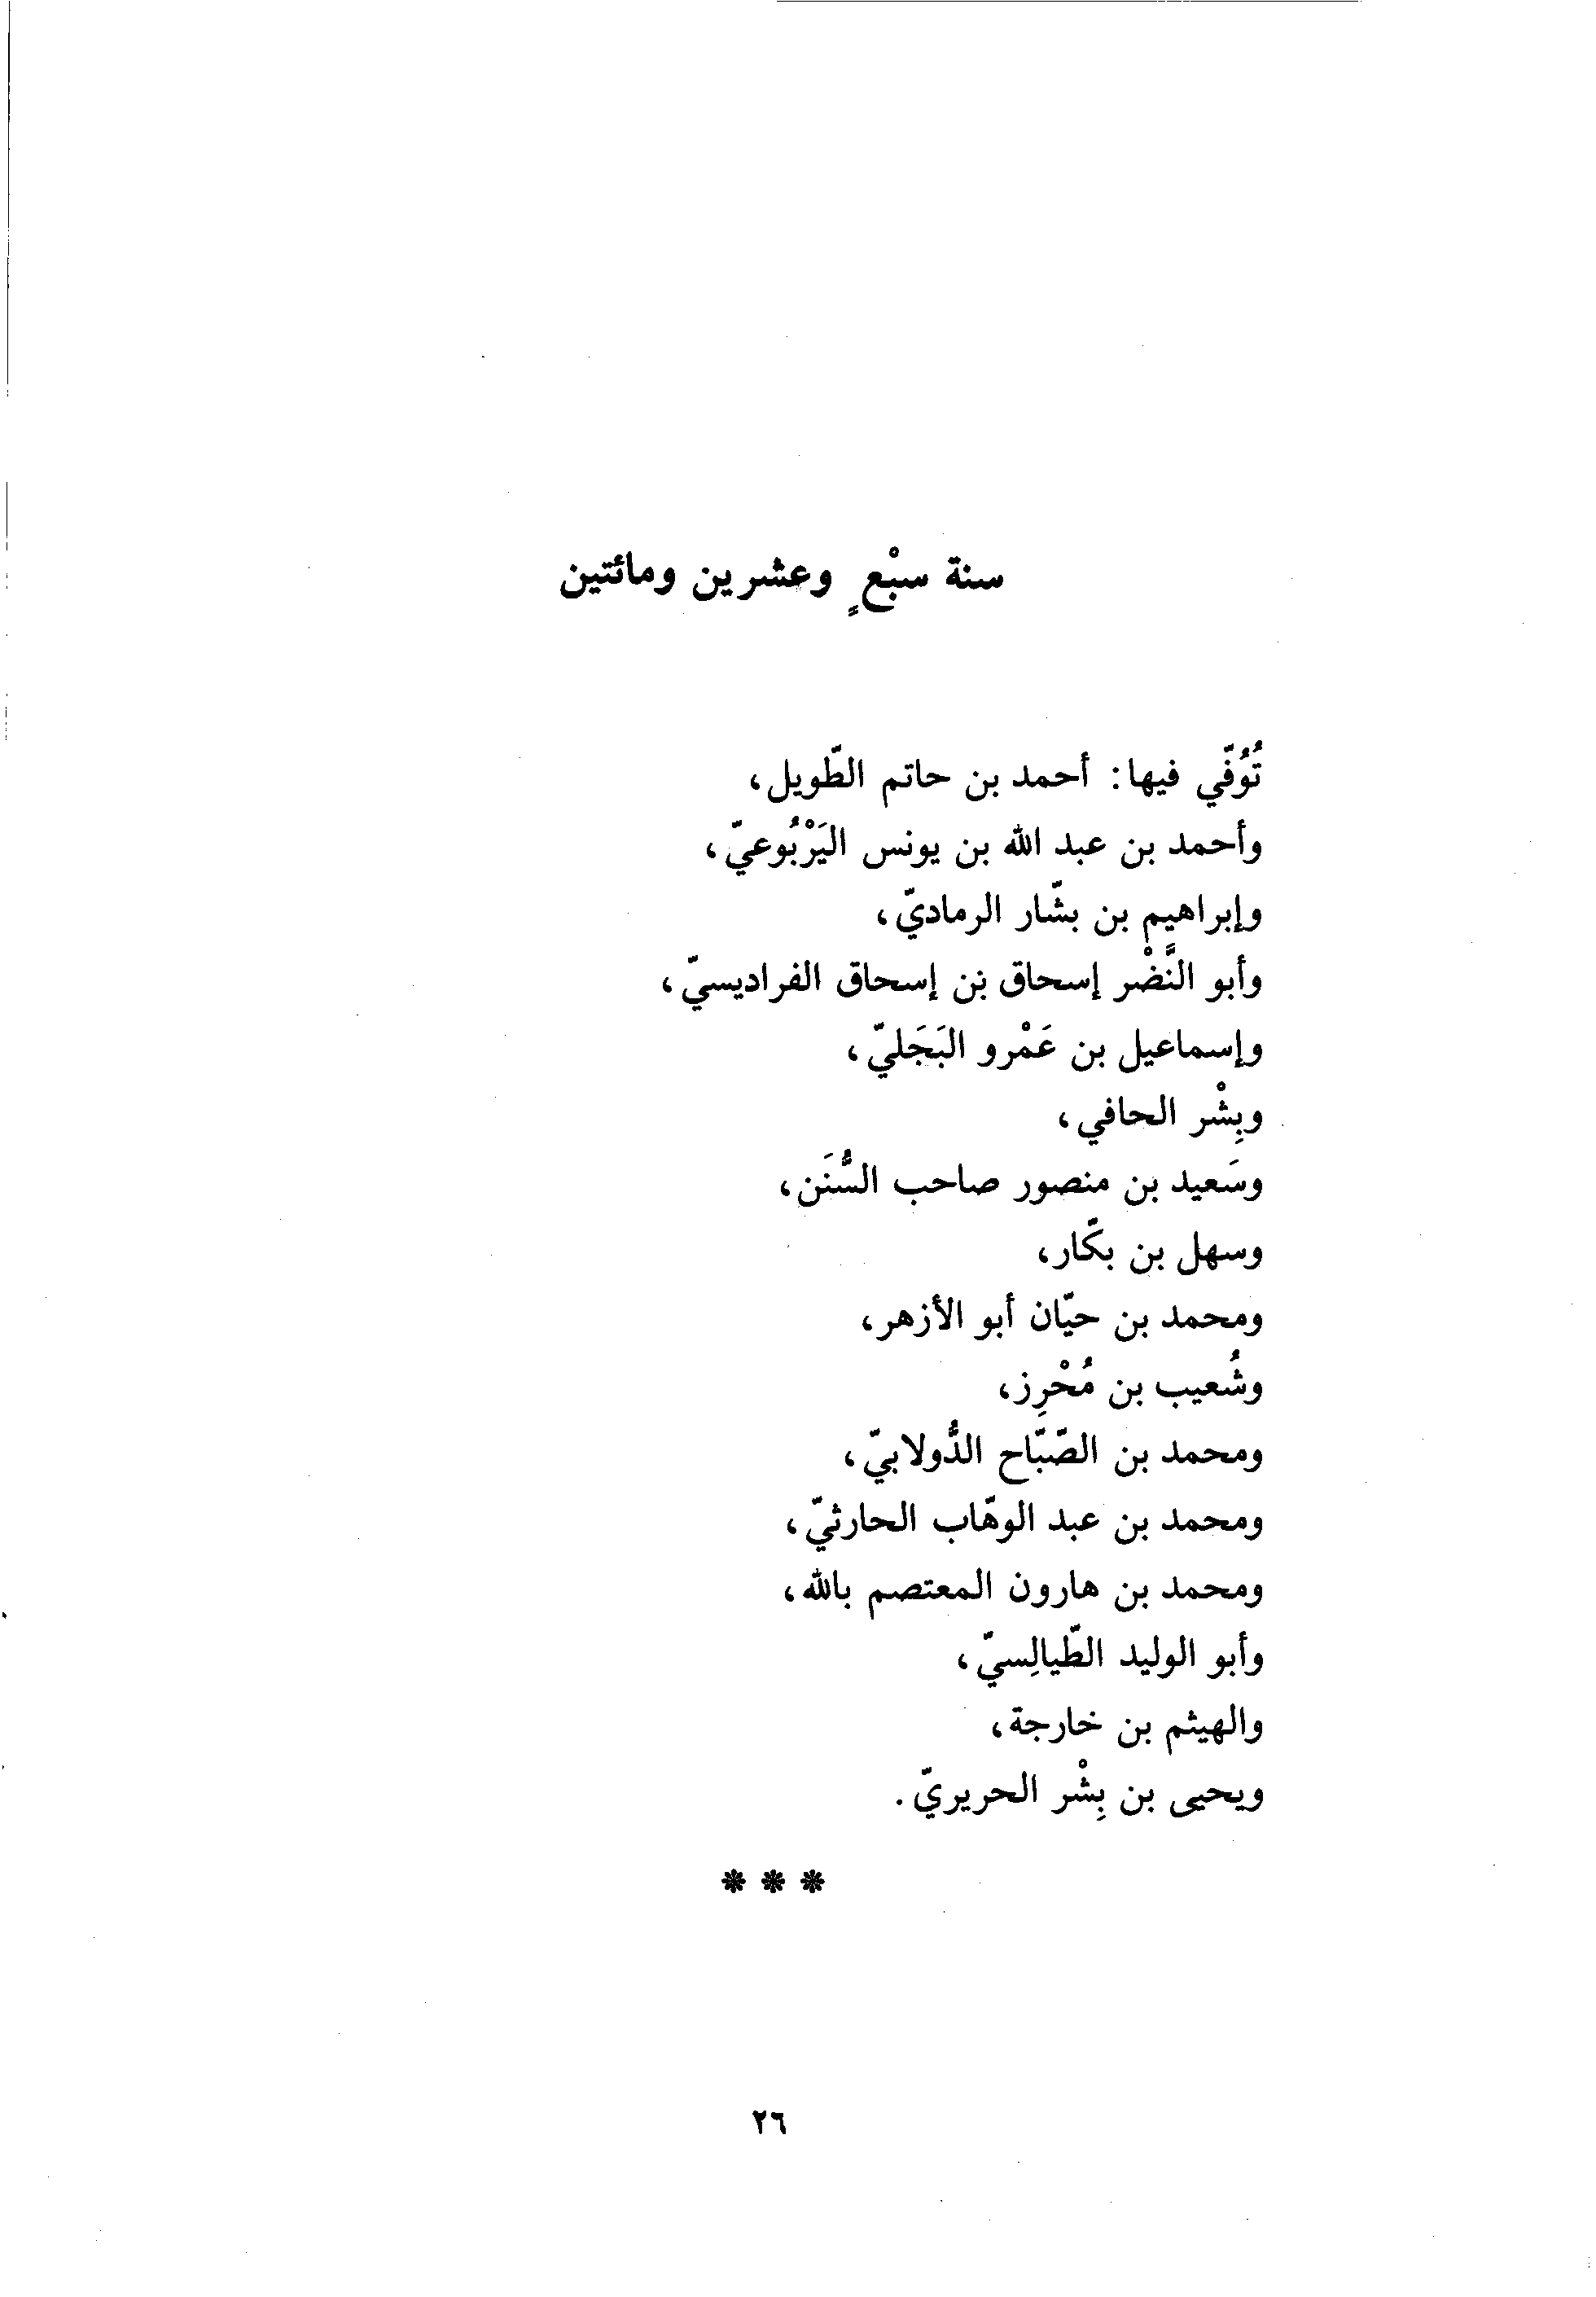 سنة سبْعٍ وعشرين ومائتين
تُوُفّي فيها: أحمد بن حاتم الطّويل،
وأحمد بن عبد الله بن يونس اليَرْبُوعيّ،
وإبراهيم بن بشّار الرماديّ،
وأبو النَّضْر إسحاق بن إسحاق الفراديسيّ،
وإسماعيل بن عَمْرو البَجَليّ،
وبِشْر الحافي،
وسَعيد بن منصور صاحب السُّنَن،
وسهل بن بكّار،
ومحمد بن حيّان أبو الأزهر،
وشُعيب بن مُحْرِز،
ومحمد بن الصّبّاح الدُّولابيّ،
ومحمد بن عبد الوهّاب الحارثيّ،
ومحمد بن هارون المعتصم بالله،
وأبو الوليد الطّيالِسيّ،
والهيثم بن خارجة،
ويحيى بن بِشْر الحريريّ.
* * *
٢٦